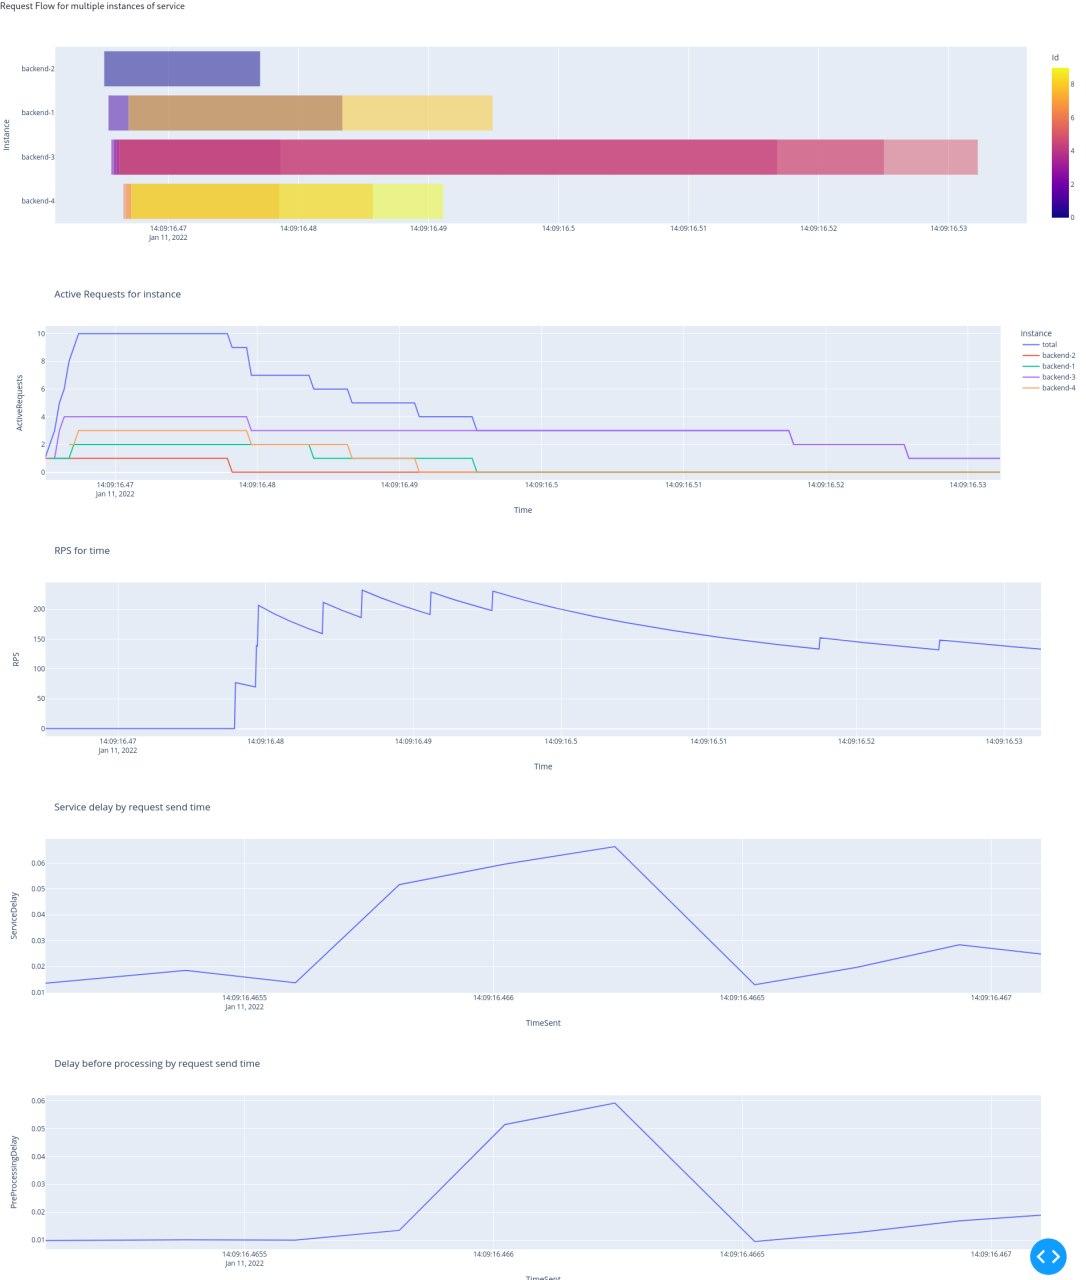 Request Flow for multiple instances of service
Id
backend-2
backend-1
backend-3
backend-4
Instance
8
6
4
2
0
14:09:16.47 14:09:16.48 14:09:16.49 14:09:16.5 14:09:16.51 14:09:16.52 14:09:16.53
Jan 11, 2022
Active Requests for instance
10
8
6
4
2
0
ActiveRequests
instance
total
backend-2
backend-1
backend-3
backend-4
14:09:16.47 14:09:16.48 14:09:16.49 14:09:16.5 14:09:16.51 14:09:16.52 14:09:16.53
Jan 11, 2022
Time
RPS for time
200
150
100
50
0
RPS
14:09:16.47 14:09:16.48 14:09:16.49 14:09:16.5 14:09:16.51 14:09:16.52 14:09:16.53
Jan 11, 2022
Time
Service delay by request send time
0.06
0.05
0.04
0.03
0.02
0.01
ServiceDelay
14:09:16.4655 14:09:16.466 14:09:16.4665 14:09:16.467
Jan 11, 2022
TimeSent
Delay before processing by request send time
0.06
0.05
0.04
0.03
0.02
0.01
PreProcessingDelay
14:09:16.4655 14:09:16.466 14:09:16.4665 14:09:16.467
Jan 11, 2022
TimeSent